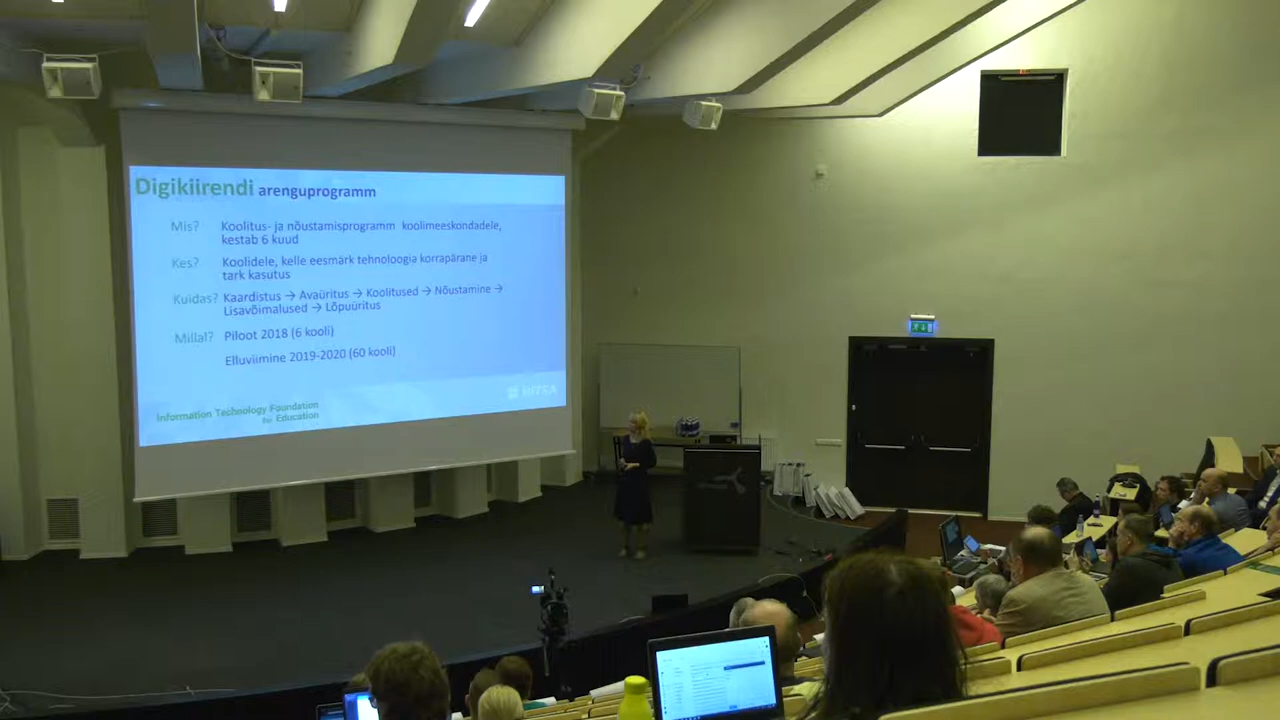 Digikiirendi arenguprogramm
Mis? Koolitus- ja nõustamisprogramm koolimeeskondadele,
kestab 6 kuud
Kes? Koolidele, kelle eesmärk tehnoloogia korrapärane ja
tark kasutus
Kuidas? Kaardistus → Avaüritus → Koolitused → Nõustamine →
Lisavõimalused → Lõpuüritus
Millal? Piloot 2018 (6 kooli)
Elluviimine 2019-2020 (60 kooli)
HITSA
Information Technology Foundation
for Education